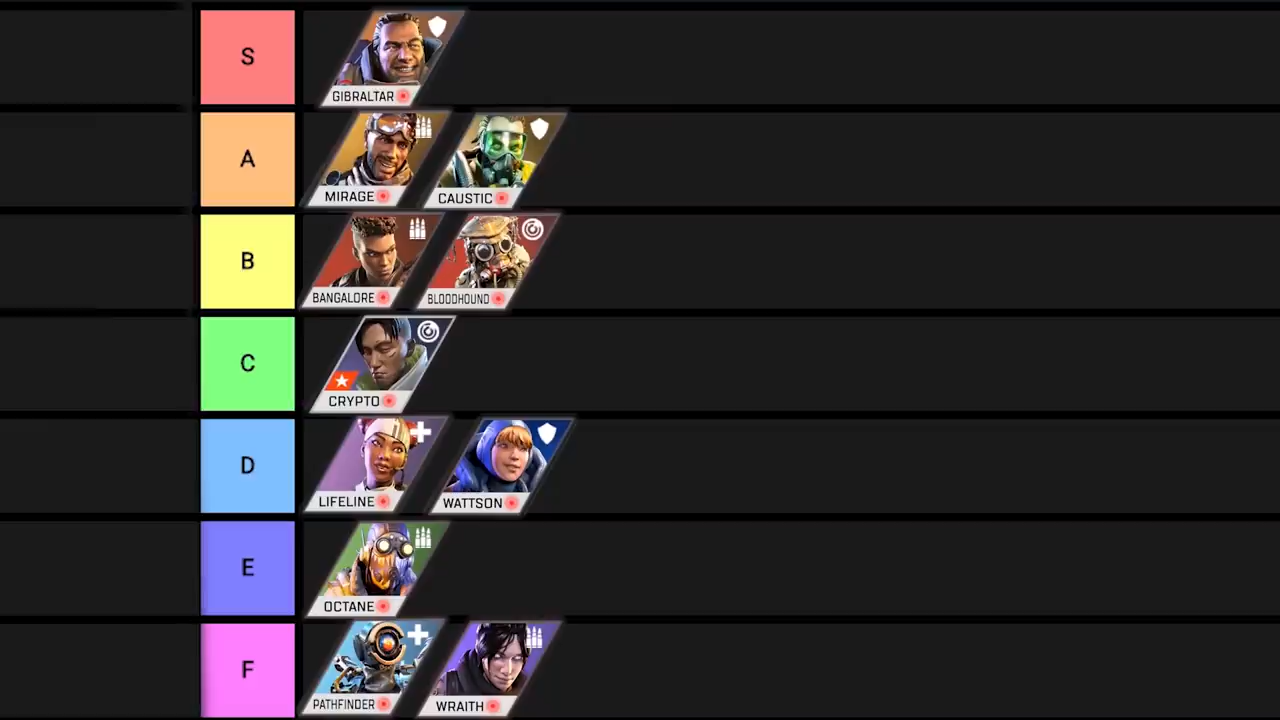 S
GIBRALTAR
A
MIRAGE
CAUSTIC
B
BANGALORE
BLOODHOUND
C
CRYPTO
D
LIFELINE
WATTSON
E
OCTANE
F
PATHFINDER
WRAITH